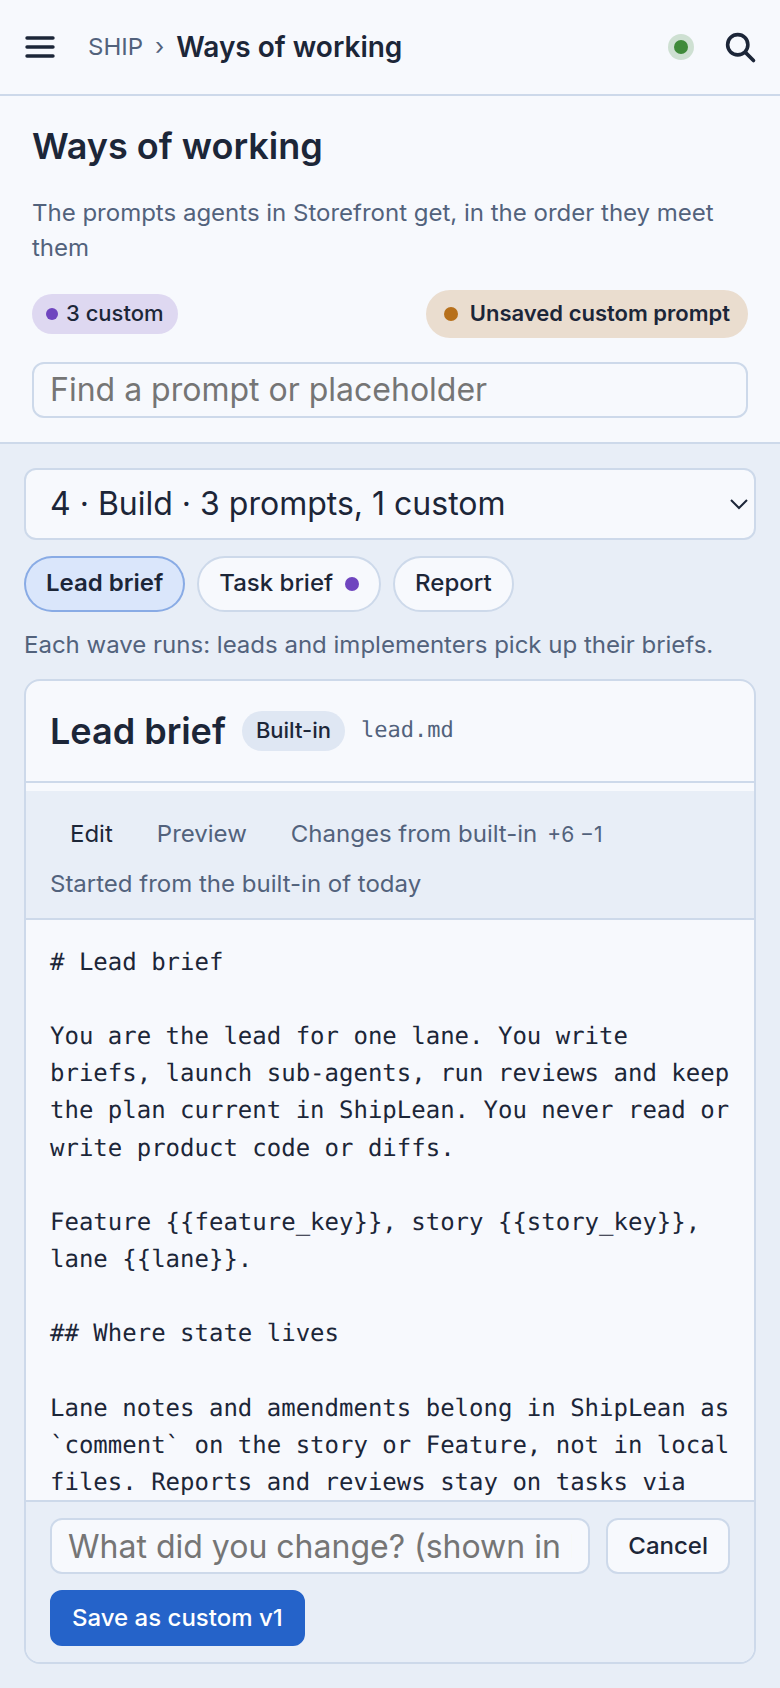 SHIP › Ways of working
Ways of working
The prompts agents in Storefront get, in the order they meet
them
3 custom
Unsaved custom prompt
Find a prompt or placeholder
4 · Build · 3 prompts, 1 custom
Lead brief
Task brief
Report
Each wave runs: leads and implementers pick up their briefs.
Lead brief Built-in lead.md
Edit Preview Changes from built-in +6 −1
Started from the built-in of today
# Lead brief
You are the lead for one lane. You write
briefs, launch sub-agents, run reviews and keep
the plan current in ShipLean. You never read or
write product code or diffs.
Feature {{feature_key}}, story {{story_key}},
lane {{lane}}.
## Where state lives
Lane notes and amendments belong in ShipLean as
`comment` on the story or Feature, not in local
files. Reports and reviews stay on tasks via
What did you change? (shown in
Cancel
Save as custom v1